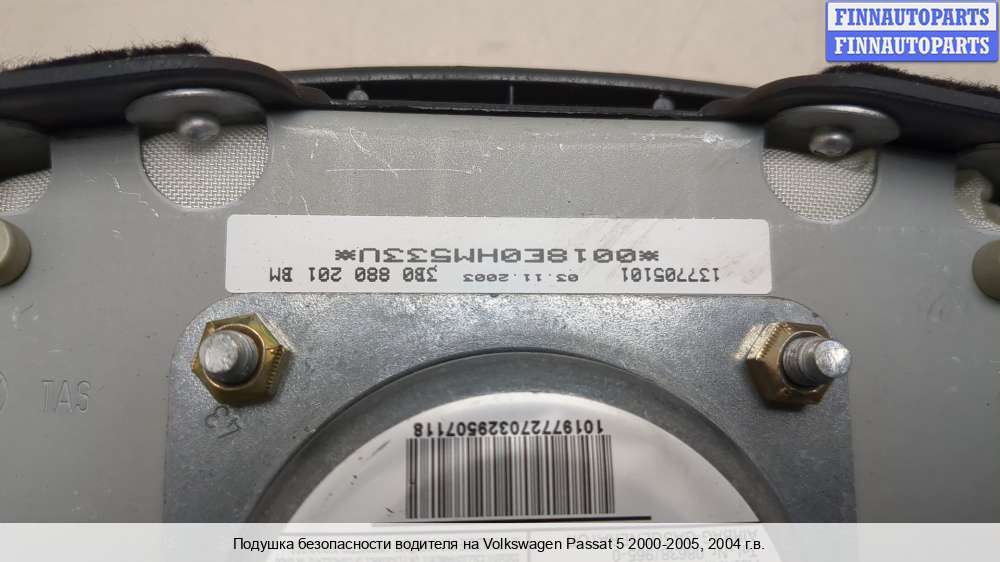 FINNAUTOPARTS
FINNAUTOPARTS
137705101 03.11.2003 3B0 880 201 BM
*0018E0HM5333U*
TAS
101977270329507118
Подушка безопасности водителя на Volkswagen Passat 5 2000-2005, 2004 г.в.